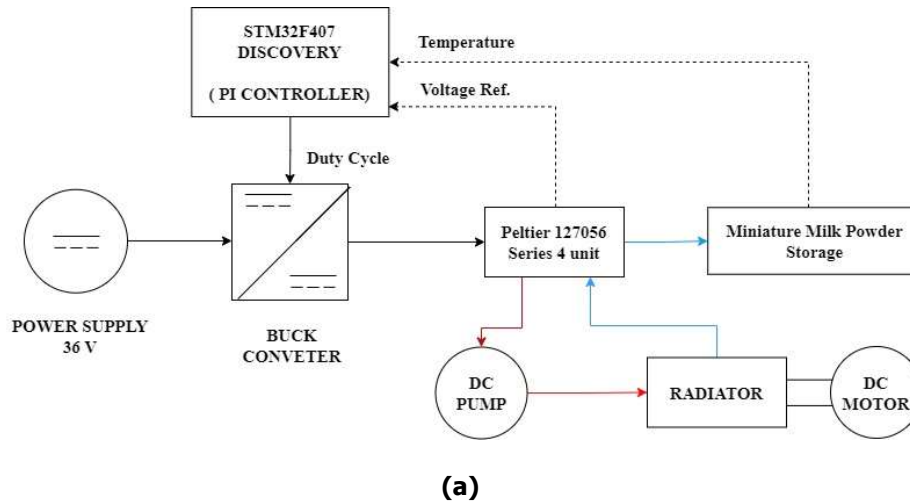 STM32F407
DISCOVERY
( PI CONTROLLER)
Temperature
Voltage Ref.
Duty Cycle
POWER SUPPLY
36 V
BUCK
CONVETER
Peltier 127056
Series 4 unit
Miniature Milk Powder
Storage
DC
PUMP
RADIATOR
DC
MOTOR
(a)